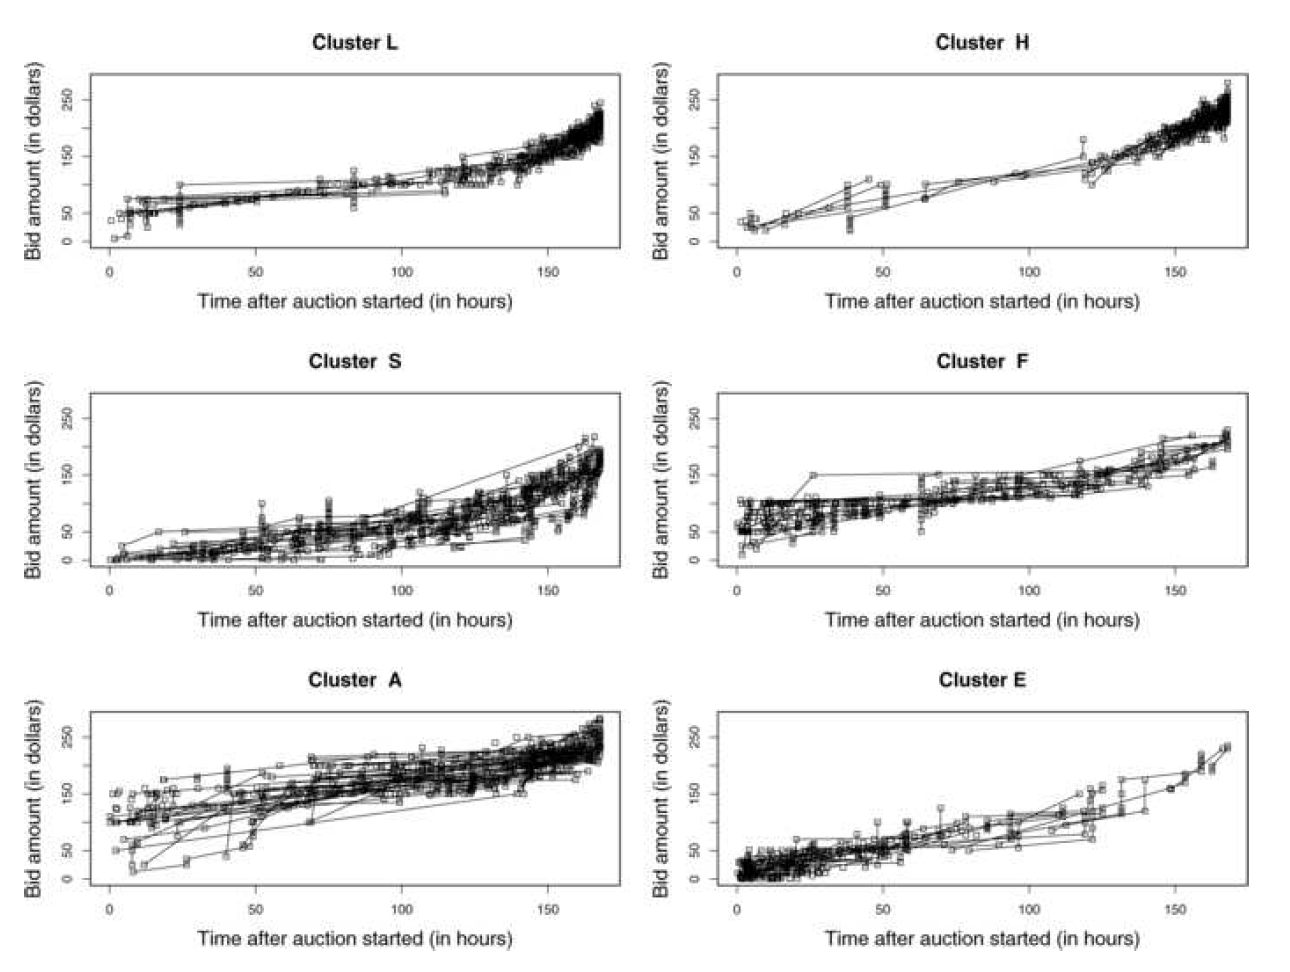 Cluster L
Bid amount (in dollars)
0 50 150 250
0 50 100 150
Time after auction started (in hours)
Cluster H
Bid amount (in dollars)
0 50 150 250
0 50 100 150
Time after auction started (in hours)
Cluster S
Bid amount (in dollars)
0 50 150 250
0 50 100 150
Time after auction started (in hours)
Cluster F
Bid amount (in dollars)
0 50 150 250
0 50 100 150
Time after auction started (in hours)
Cluster A
Bid amount (in dollars)
0 50 150 250
0 50 100 150
Time after auction started (in hours)
Cluster E
Bid amount (in dollars)
0 50 150 250
0 50 100 150
Time after auction started (in hours)